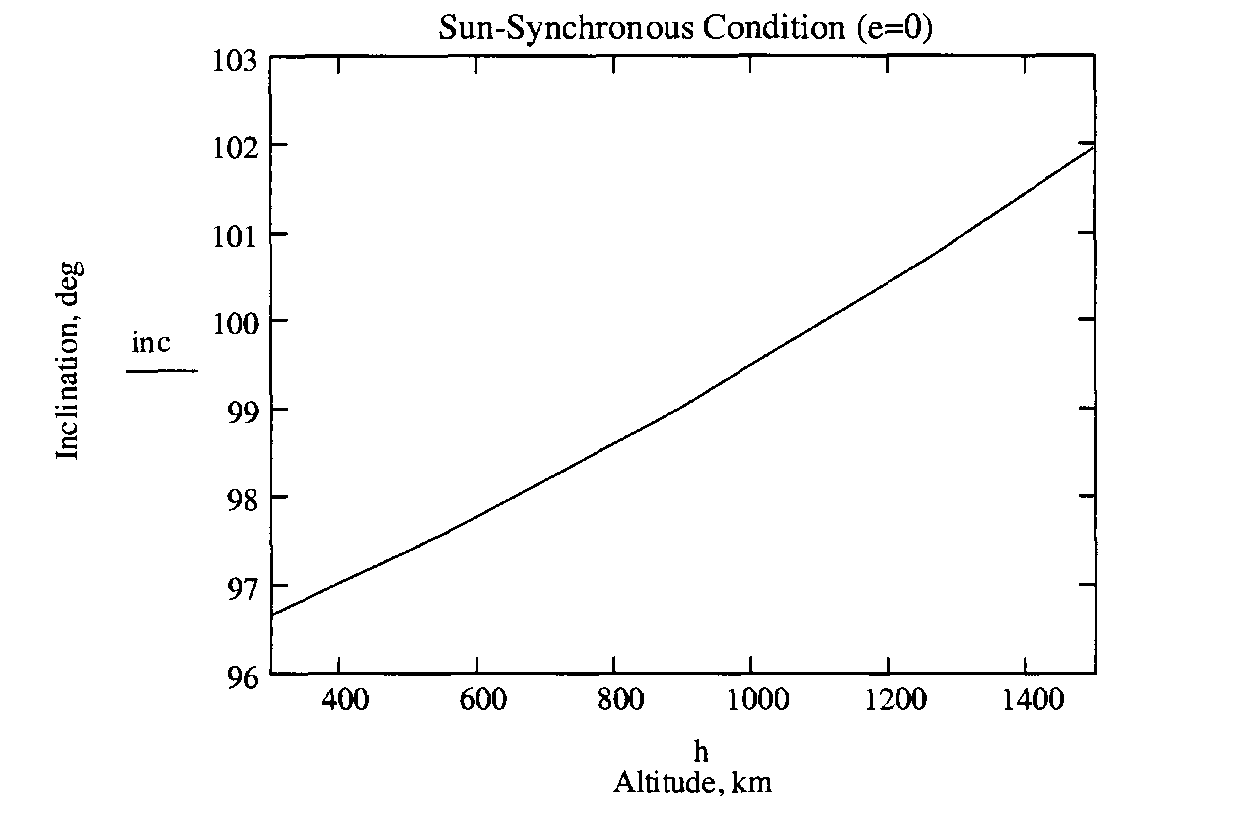 Sun-Synchronous Condition (e=0)
103
102
101
100
99
98
97
96
Inclination, deg
inc
400 600 800 1000 1200 1400
h
Altitude, km